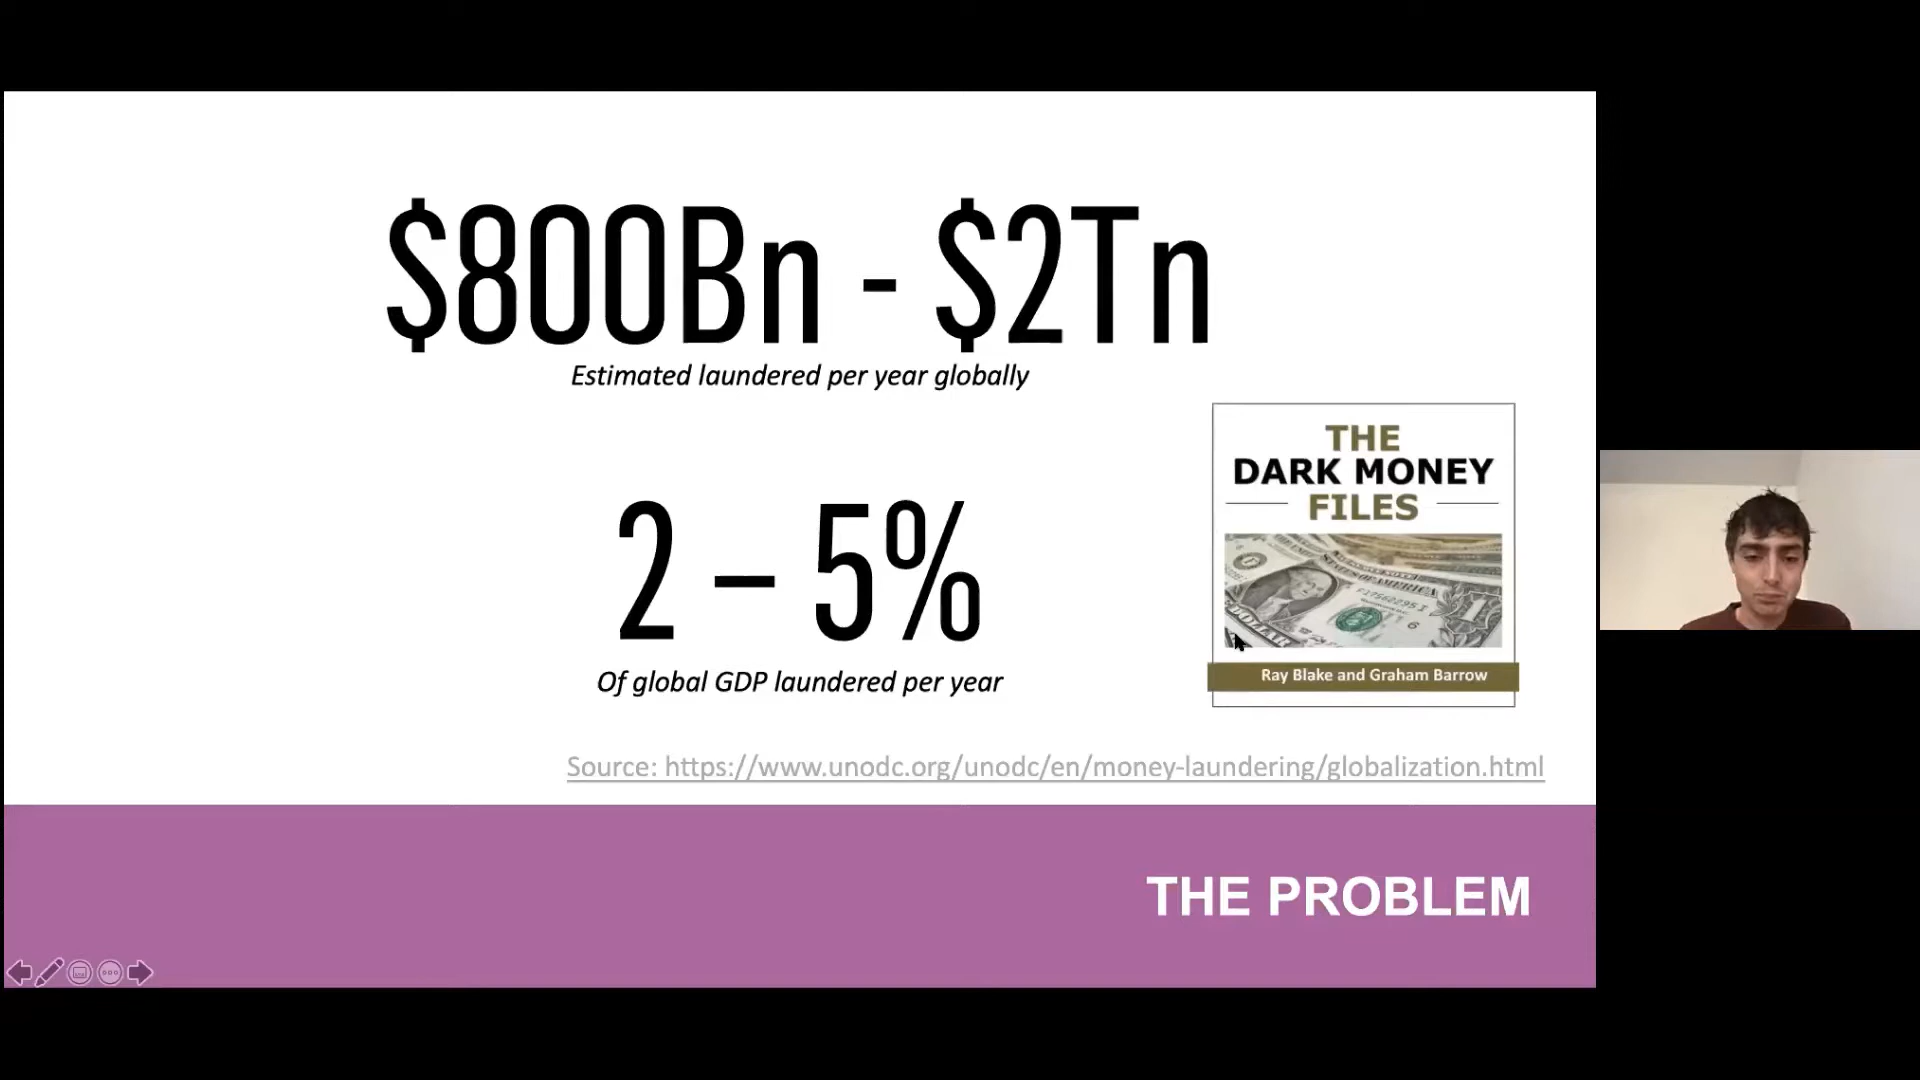 $800Bn - $2Tn
Estimated laundered per year globally
THE
DARK MONEY
FILES
2 – 5%
Ray Blake and Graham Barrow
Of global GDP laundered per year
Source: https://www.unodc.org/unodc/en/money-laundering/globalization.html
THE PROBLEM